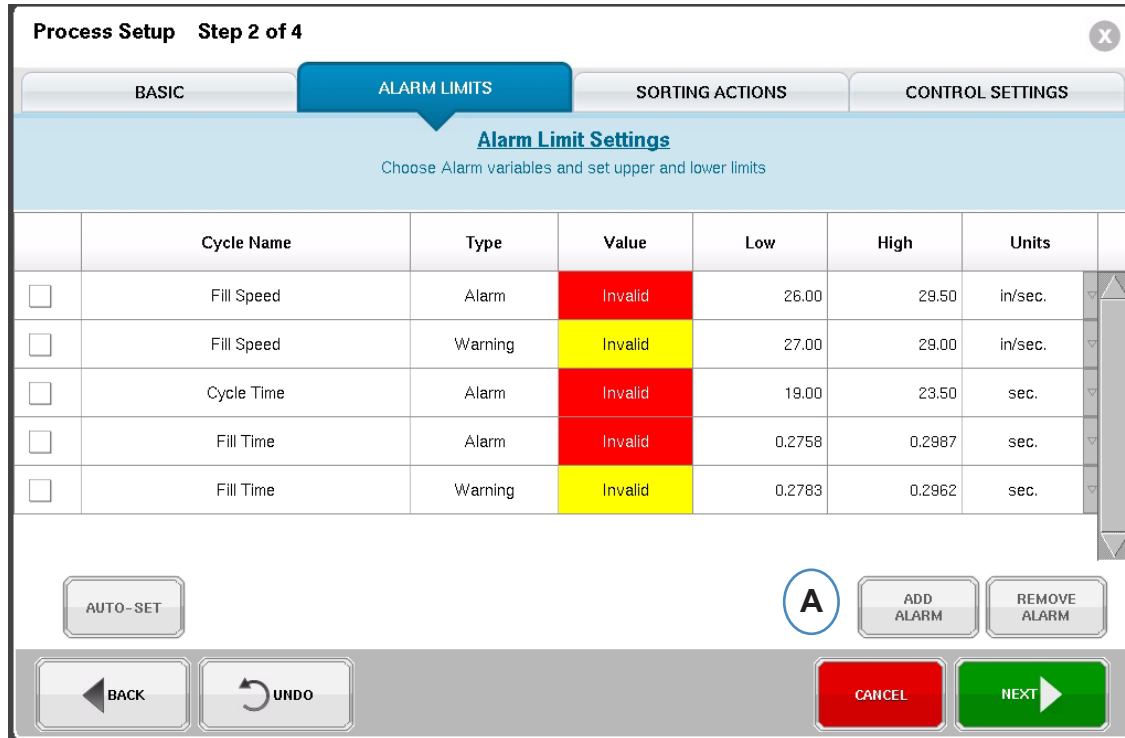 Process Setup Step 2 of 4
X
BASIC ALARM LIMITS SORTING ACTIONS CONTROL SETTINGS
Alarm Limit Settings
Choose Alarm variables and set upper and lower limits
Cycle Name Type Value Low High Units
Fill Speed Alarm Invalid 26.00 29.50 in/sec.
Fill Speed Warning Invalid 27.00 29.00 in/sec.
Cycle Time Alarm Invalid 19.00 23.50 sec.
Fill Time Alarm Invalid 0.2758 0.2987 sec.
Fill Time Warning Invalid 0.2783 0.2962 sec.
AUTO-SET
A
ADD
ALARM
REMOVE
ALARM
BACK UNDO CANCEL NEXT